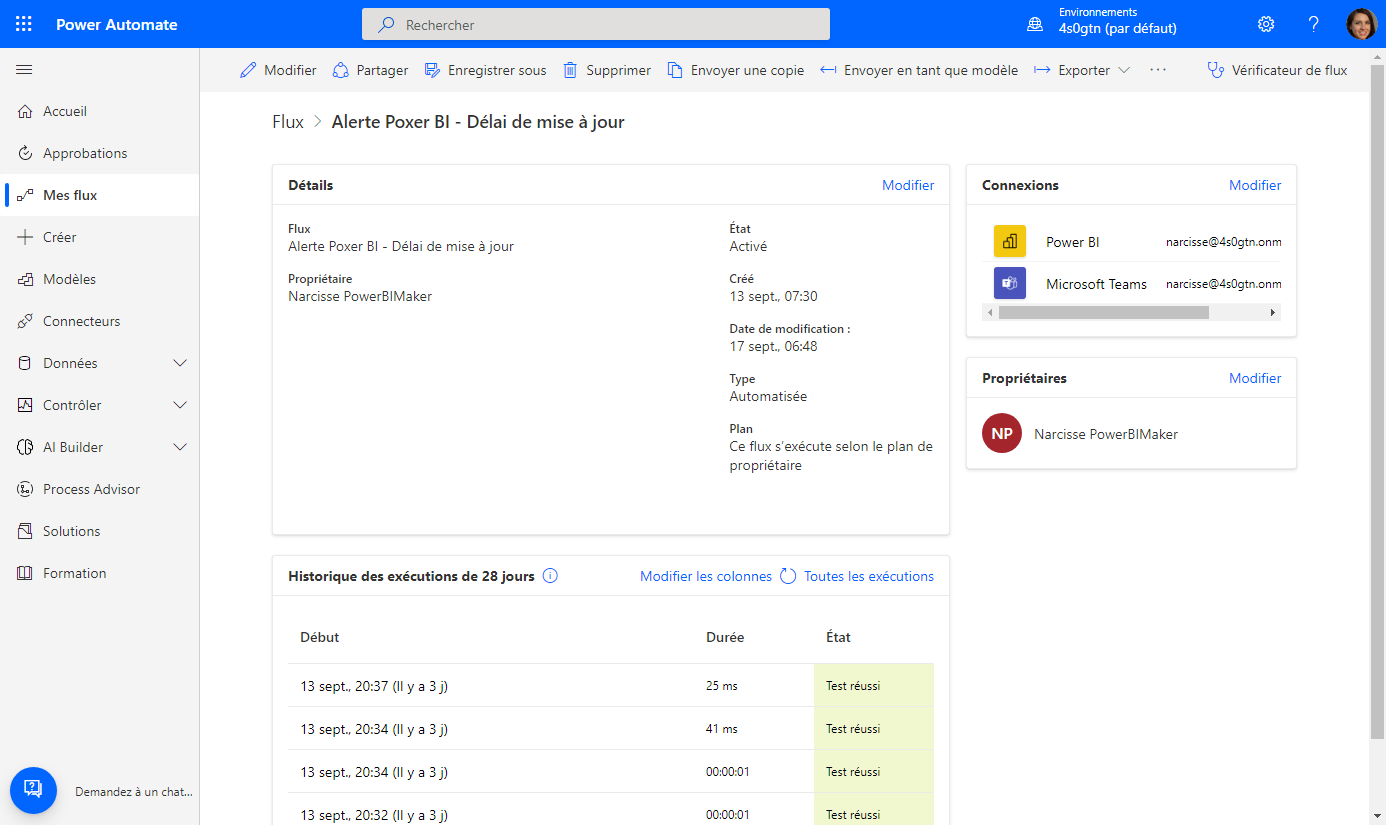 Power Automate
Rechercher
Environnements
4s0gtn (par défaut)
Modifier
Partager
Enregistrer sous
Supprimer
Envoyer une copie
Envoyer en tant que modèle
Exporter
Vérificateur de flux
Accueil
Approbations
Mes flux
Créer
Modèles
Connecteurs
Données
Contrôler
AI Builder
Process Advisor
Solutions
Formation
Demandez à un chat...
Flux > Alerte Poxer BI - Délai de mise à jour
Détails
Modifier
Flux
Alerte Poxer BI - Délai de mise à jour
Propriétaire
Narcisse PowerBIMaker
État
Activé
Créé
13 sept., 07:30
Date de modification :
17 sept., 06:48
Type
Automatisée
Plan
Ce flux s’exécute selon le plan de
propriétaire
Connexions
Modifier
Power BI narcisse@4s0gtn.onm
Microsoft Teams narcisse@4s0gtn.onm
Propriétaires
Modifier
NP Narcisse PowerBIMaker
Historique des exécutions de 28 jours
Modifier les colonnes
Toutes les exécutions
Début Durée État
13 sept., 20:37 (Il y a 3 j) 25 ms Test réussi
13 sept., 20:34 (Il y a 3 j) 41 ms Test réussi
13 sept., 20:34 (Il y a 3 j) 00:00:01 Test réussi
13 sept., 20:32 (Il y a 3 j) 00:00:01 Test réussi